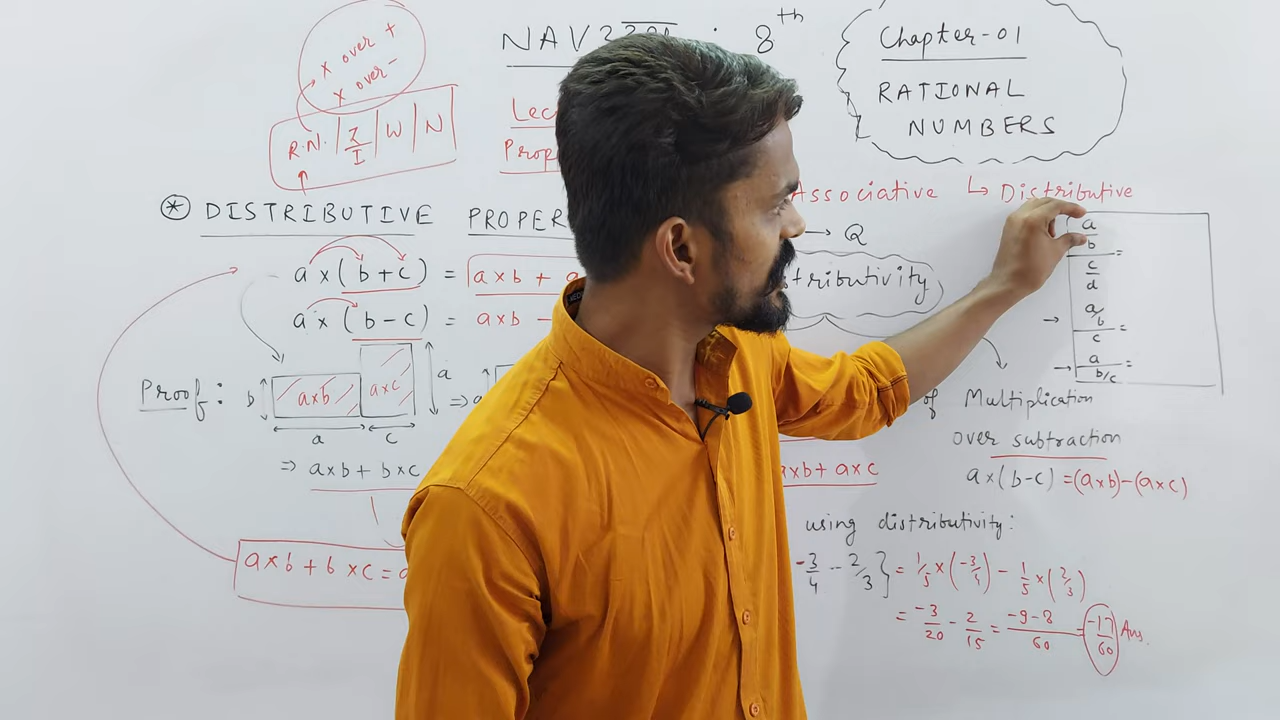 NAV : 8th
Chapter-01
RATIONAL
NUMBERS
x over +
x over -
R.N. | Z/I | W | N
Lec
Prop
Associative ↳ Distributive
* DISTRIBUTIVE PROPER
→ Q
a×(b+c) = a×b + a
a×(b-c) = a×b -
tributivity
a/b
=
c/d
→ a/b/c =
→ a/b/c =
Proof : b a×b a×c a ⇒ a
a c
of Multiplication
over subtraction
⇒ a×b + b×c
a×b + a×c
a×(b-c) = (a×b)-(a×c)
using distributivity:
a×b + b×c =
-3/4 - 2/3} = 1/5×(-3/4) - 1/5×(2/3)
= -3/20 - 2/15 = -9-8/60 = -17/60 Ans.